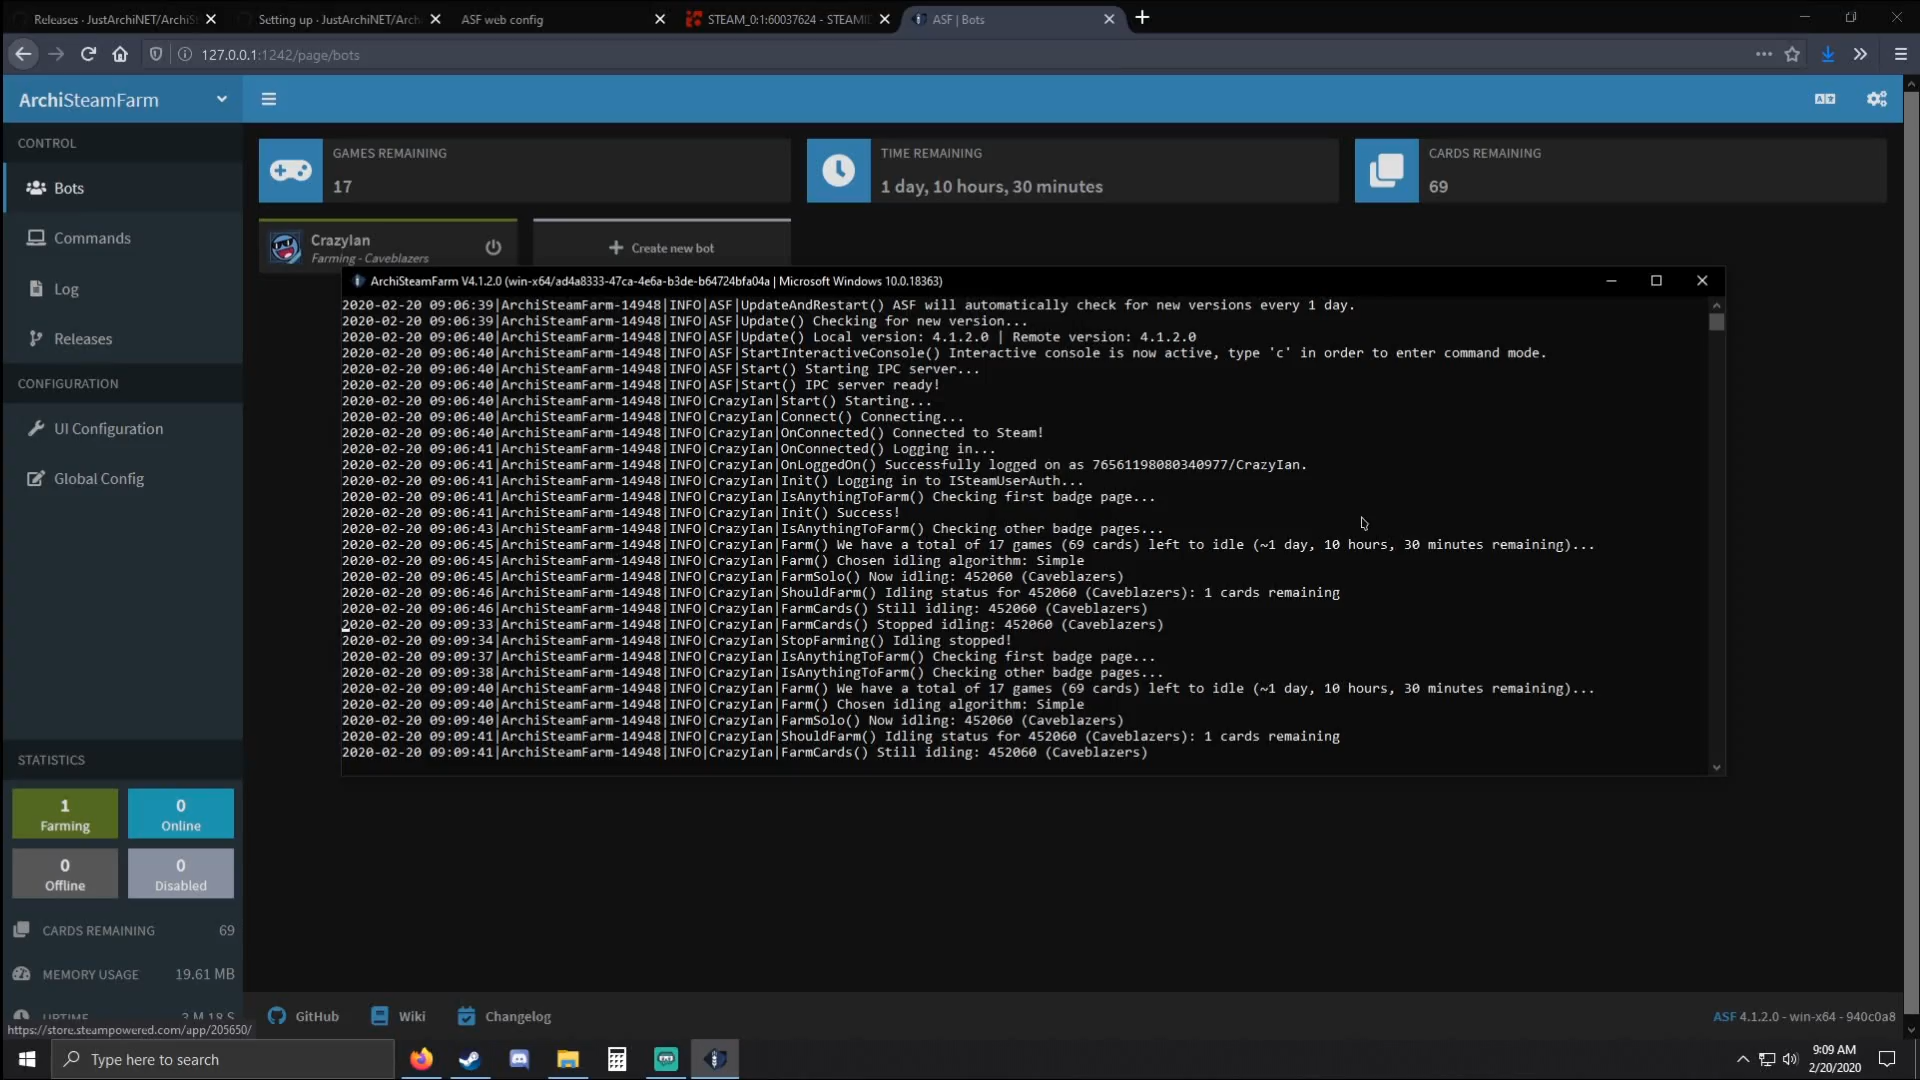 Releases · JustArchiNET/ArchiS
Setting up · JustArchiNET/Arch
ASF web config
STEAM_0:1:60037624 - STEAMID
ASF | Bots
127.0.0.1:1242/page/bots
ArchiSteamFarm
CONTROL
Bots
Commands
Log
Releases
CONFIGURATION
UI Configuration
Global Config
STATISTICS
1
Farming
0
Online
0
Offline
0
Disabled
CARDS REMAINING 69
MEMORY USAGE 19.61 MB
UPTIME 3 M 18 S
https://store.steampowered.com/app/205650/
GAMES REMAINING
17
TIME REMAINING
1 day, 10 hours, 30 minutes
CARDS REMAINING
69
CrazyIan
Farming - Caveblazers
Create new bot
ArchiSteamFarm V4.1.2.0 (win-x64/ad4a8333-47ca-4e6a-b3de-b64724bfa04a | Microsoft Windows 10.0.18363)
2020-02-20 09:06:39|ArchiSteamFarm-14948|INFO|ASF|UpdateAndRestart() ASF will automatically check for new versions every 1 day.
2020-02-20 09:06:39|ArchiSteamFarm-14948|INFO|ASF|Update() Checking for new version...
2020-02-20 09:06:40|ArchiSteamFarm-14948|INFO|ASF|Update() Local version: 4.1.2.0 | Remote version: 4.1.2.0
2020-02-20 09:06:40|ArchiSteamFarm-14948|INFO|ASF|StartInteractiveConsole() Interactive console is now active, type 'c' in order to enter command mode.
2020-02-20 09:06:40|ArchiSteamFarm-14948|INFO|ASF|Start() Starting IPC server...
2020-02-20 09:06:40|ArchiSteamFarm-14948|INFO|ASF|Start() IPC server ready!
2020-02-20 09:06:40|ArchiSteamFarm-14948|INFO|CrazyIan|Start() Starting...
2020-02-20 09:06:40|ArchiSteamFarm-14948|INFO|CrazyIan|Connect() Connecting...
2020-02-20 09:06:40|ArchiSteamFarm-14948|INFO|CrazyIan|OnConnected() Connected to Steam!
2020-02-20 09:06:41|ArchiSteamFarm-14948|INFO|CrazyIan|OnConnected() Logging in...
2020-02-20 09:06:41|ArchiSteamFarm-14948|INFO|CrazyIan|OnLoggedOn() Successfully logged on as 76561198080340977/CrazyIan.
2020-02-20 09:06:41|ArchiSteamFarm-14948|INFO|CrazyIan|Init() Logging in to ISteamUserAuth...
2020-02-20 09:06:41|ArchiSteamFarm-14948|INFO|CrazyIan|IsAnythingToFarm() Checking first badge page...
2020-02-20 09:06:41|ArchiSteamFarm-14948|INFO|CrazyIan|Init() Success!
2020-02-20 09:06:43|ArchiSteamFarm-14948|INFO|CrazyIan|IsAnythingToFarm() Checking other badge pages...
2020-02-20 09:06:45|ArchiSteamFarm-14948|INFO|CrazyIan|Farm() We have a total of 17 games (69 cards) left to idle (~1 day, 10 hours, 30 minutes remaining)...
2020-02-20 09:06:45|ArchiSteamFarm-14948|INFO|CrazyIan|Farm() Chosen idling algorithm: Simple
2020-02-20 09:06:45|ArchiSteamFarm-14948|INFO|CrazyIan|FarmSolo() Now idling: 452060 (Caveblazers)
2020-02-20 09:06:46|ArchiSteamFarm-14948|INFO|CrazyIan|ShouldFarm() Idling status for 452060 (Caveblazers): 1 cards remaining
2020-02-20 09:06:46|ArchiSteamFarm-14948|INFO|CrazyIan|FarmCards() Still idling: 452060 (Caveblazers)
2020-02-20 09:09:33|ArchiSteamFarm-14948|INFO|CrazyIan|FarmCards() Stopped idling: 452060 (Caveblazers)
2020-02-20 09:09:34|ArchiSteamFarm-14948|INFO|CrazyIan|StopFarming() Idling stopped!
2020-02-20 09:09:37|ArchiSteamFarm-14948|INFO|CrazyIan|IsAnythingToFarm() Checking first badge page...
2020-02-20 09:09:38|ArchiSteamFarm-14948|INFO|CrazyIan|IsAnythingToFarm() Checking other badge pages...
2020-02-20 09:09:40|ArchiSteamFarm-14948|INFO|CrazyIan|Farm() We have a total of 17 games (69 cards) left to idle (~1 day, 10 hours, 30 minutes remaining)...
2020-02-20 09:09:40|ArchiSteamFarm-14948|INFO|CrazyIan|Farm() Chosen idling algorithm: Simple
2020-02-20 09:09:40|ArchiSteamFarm-14948|INFO|CrazyIan|FarmSolo() Now idling: 452060 (Caveblazers)
2020-02-20 09:09:41|ArchiSteamFarm-14948|INFO|CrazyIan|ShouldFarm() Idling status for 452060 (Caveblazers): 1 cards remaining
2020-02-20 09:09:41|ArchiSteamFarm-14948|INFO|CrazyIan|FarmCards() Still idling: 452060 (Caveblazers)
GitHub
Wiki
Changelog
ASF 4.1.2.0 - win-x64 - 940c0a8
Type here to search
9:09 AM
2/20/2020